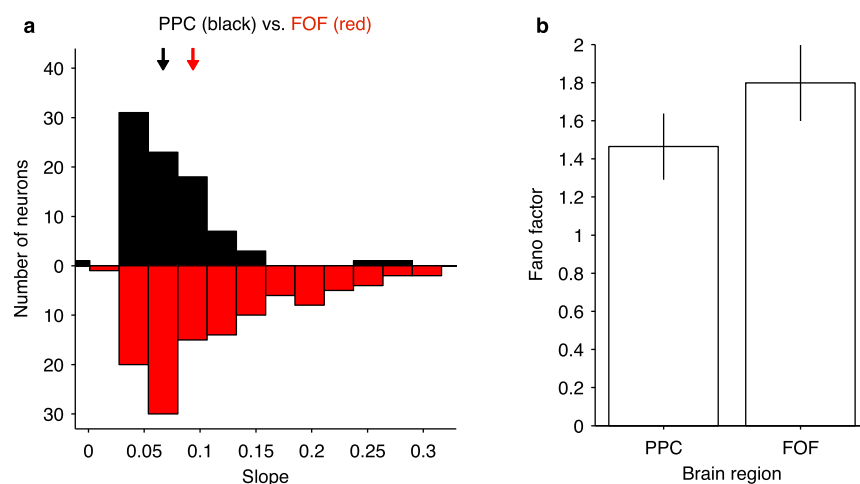 a
PPC (black) vs. FOF (red)
Number of neurons
40
30
20
10
0
10
20
30
0
0.05
0.1
0.15
0.2
0.25
0.3
Slope
b
Fano factor
2
1.8
1.6
1.4
1.2
1
0.8
0.6
0.4
0.2
0
PPC
FOF
Brain region